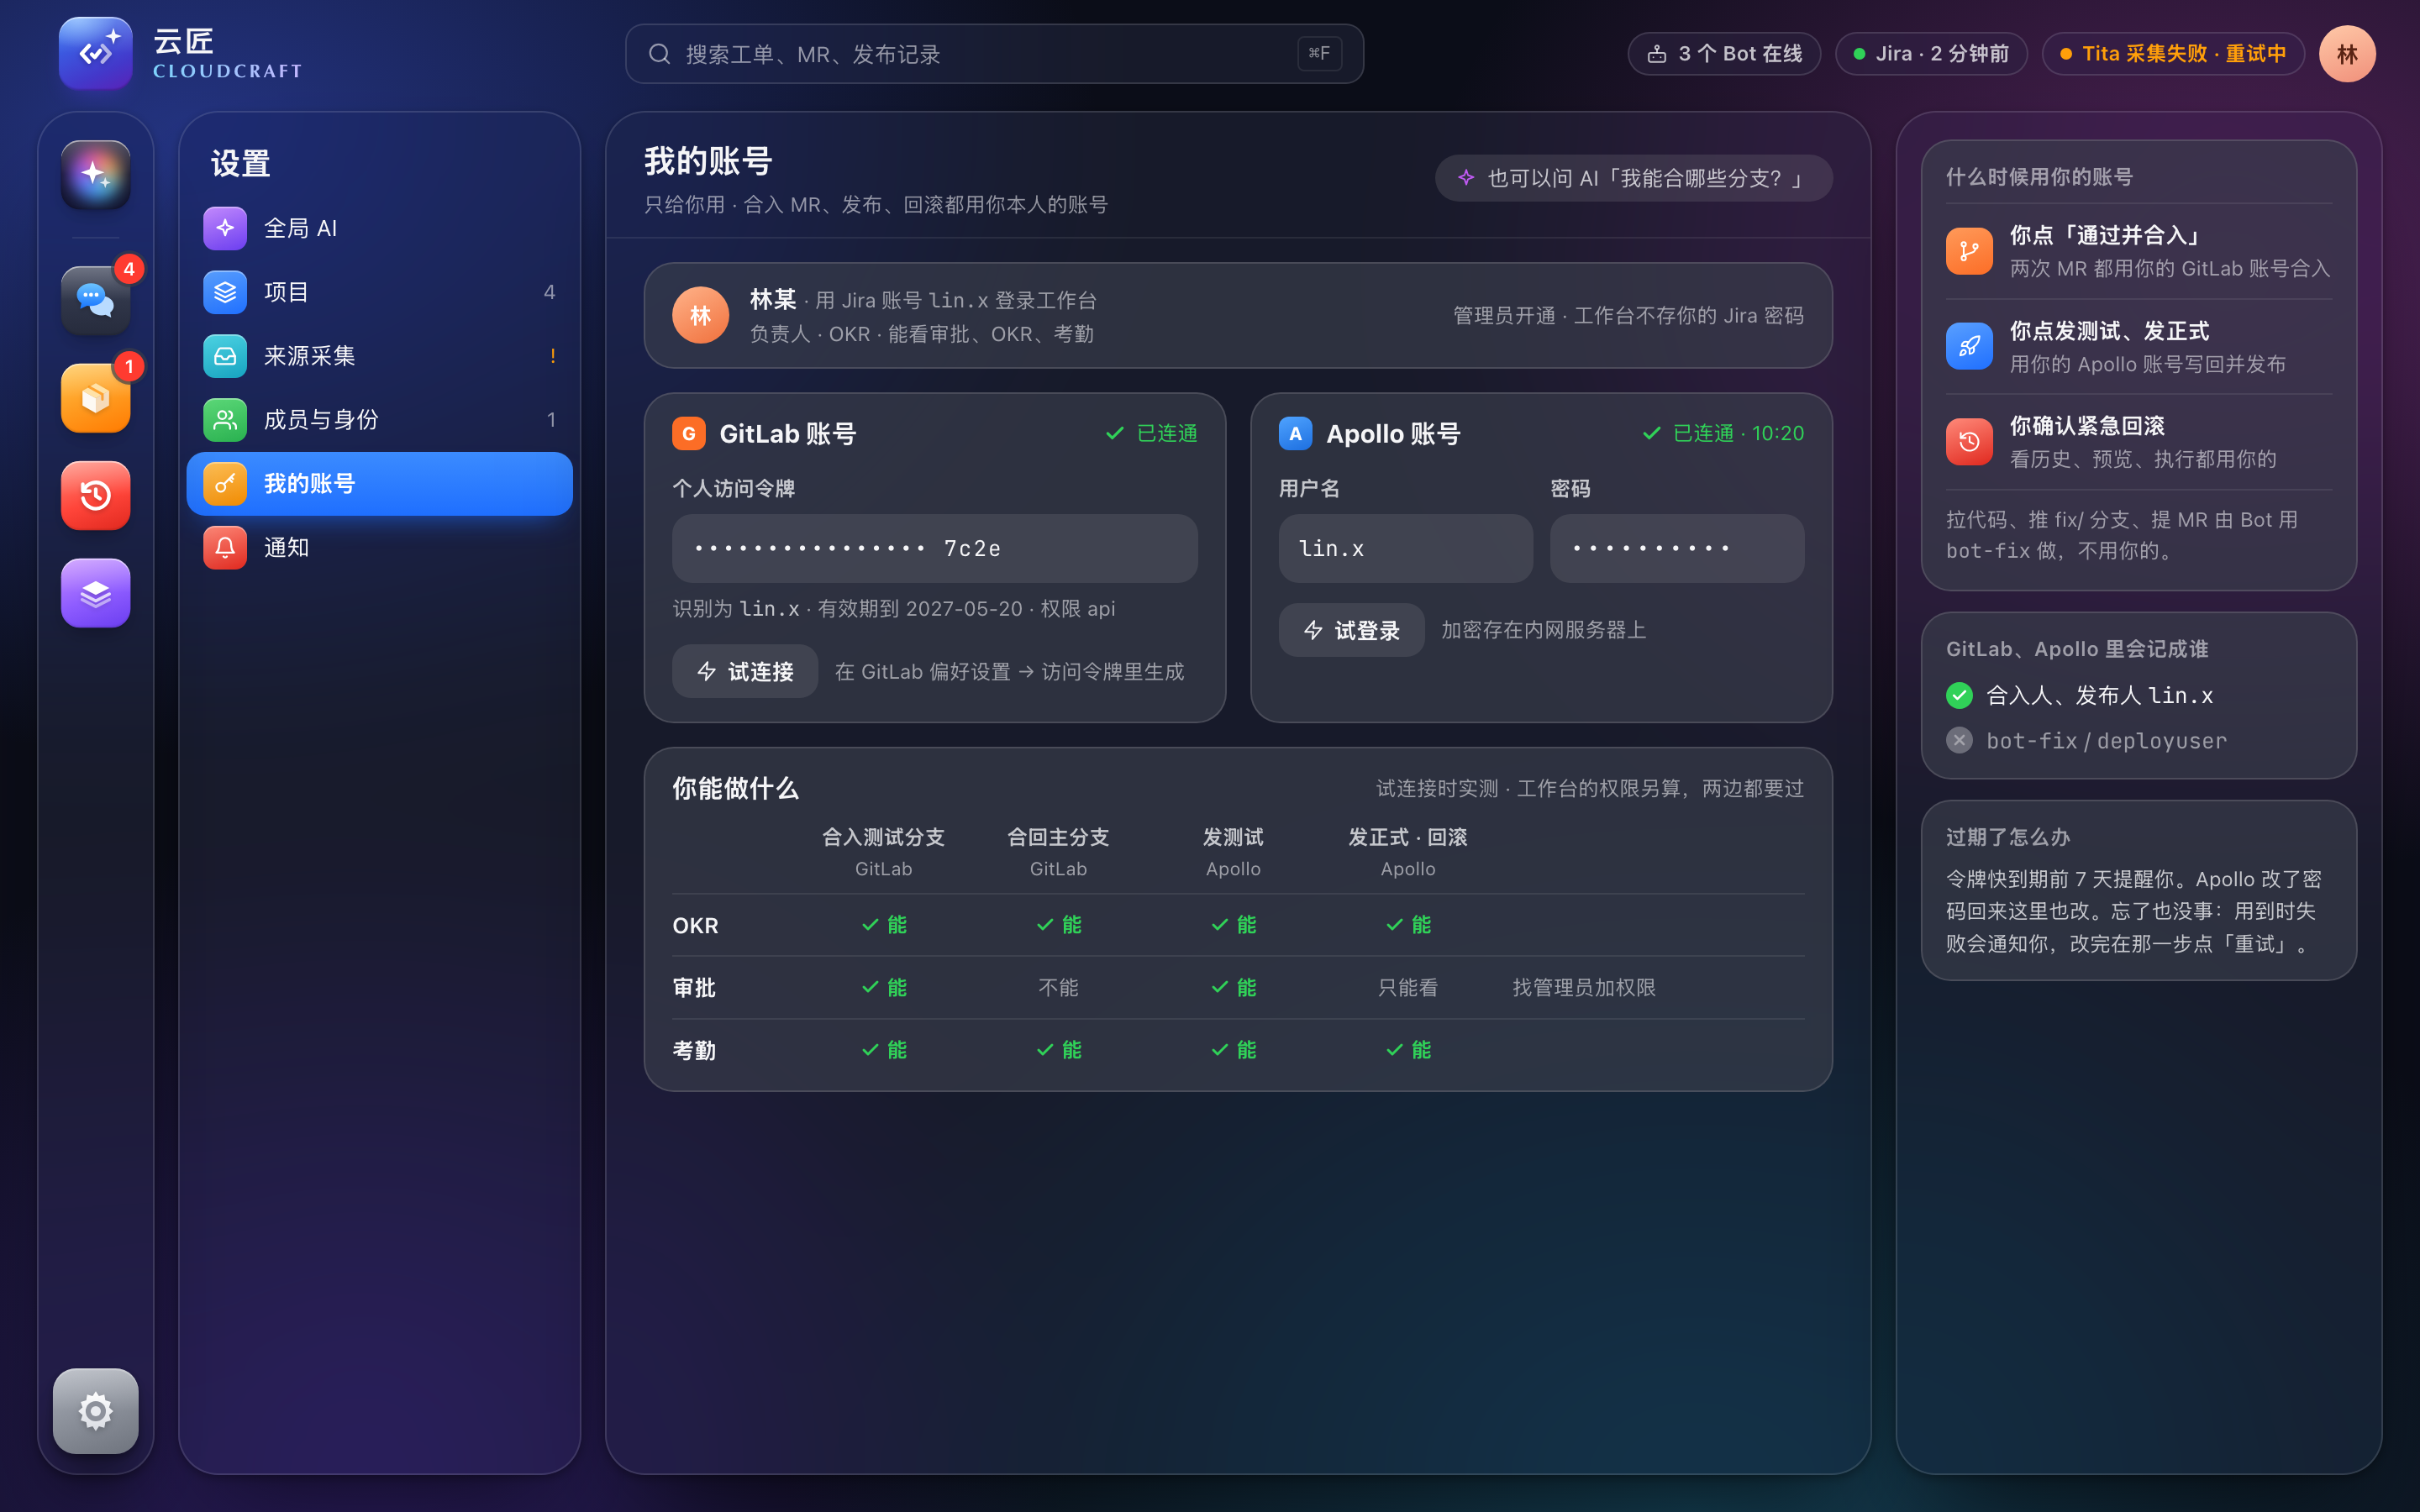 云匠
CLOUDCRAFT
搜索工单、MR、发布记录
⌘F
3 个 Bot 在线
Jira · 2 分钟前
Tita 采集失败 · 重试中
林
4
1
设置
全局 AI
项目
4
来源采集
!
成员与身份
1
我的账号
通知
我的账号
只给你用 · 合入 MR、发布、回滚都用你本人的账号
也可以问 AI「我能合哪些分支？」
林
林某 · 用 Jira 账号 lin.x 登录工作台
负责人 · OKR · 能看审批、OKR、考勤
管理员开通 · 工作台不存你的 Jira 密码
G
GitLab 账号
已连通
个人访问令牌
•••••••••••••••• 7c2e
识别为 lin.x · 有效期到 2027-05-20 · 权限 api
试连接
在 GitLab 偏好设置 → 访问令牌里生成
A
Apollo 账号
已连通 · 10:20
用户名
密码
lin.x
••••••••••
试登录
加密存在内网服务器上
你能做什么
试连接时实测 · 工作台的权限另算，两边都要过
合入测试分支
合回主分支
发测试
发正式 · 回滚
GitLab
GitLab
Apollo
Apollo
OKR
能
能
能
能
审批
能
不能
能
只能看
找管理员加权限
考勤
能
能
能
能
什么时候用你的账号
你点「通过并合入」
两次 MR 都用你的 GitLab 账号合入
你点发测试、发正式
用你的 Apollo 账号写回并发布
你确认紧急回滚
看历史、预览、执行都用你的
拉代码、推 fix/ 分支、提 MR 由 Bot 用
bot-fix 做，不用你的。
GitLab、Apollo 里会记成谁
合入人、发布人 lin.x
bot-fix / deployuser
过期了怎么办
令牌快到期前 7 天提醒你。Apollo 改了密
码回来这里也改。忘了也没事：用到时失
败会通知你，改完在那一步点「重试」。